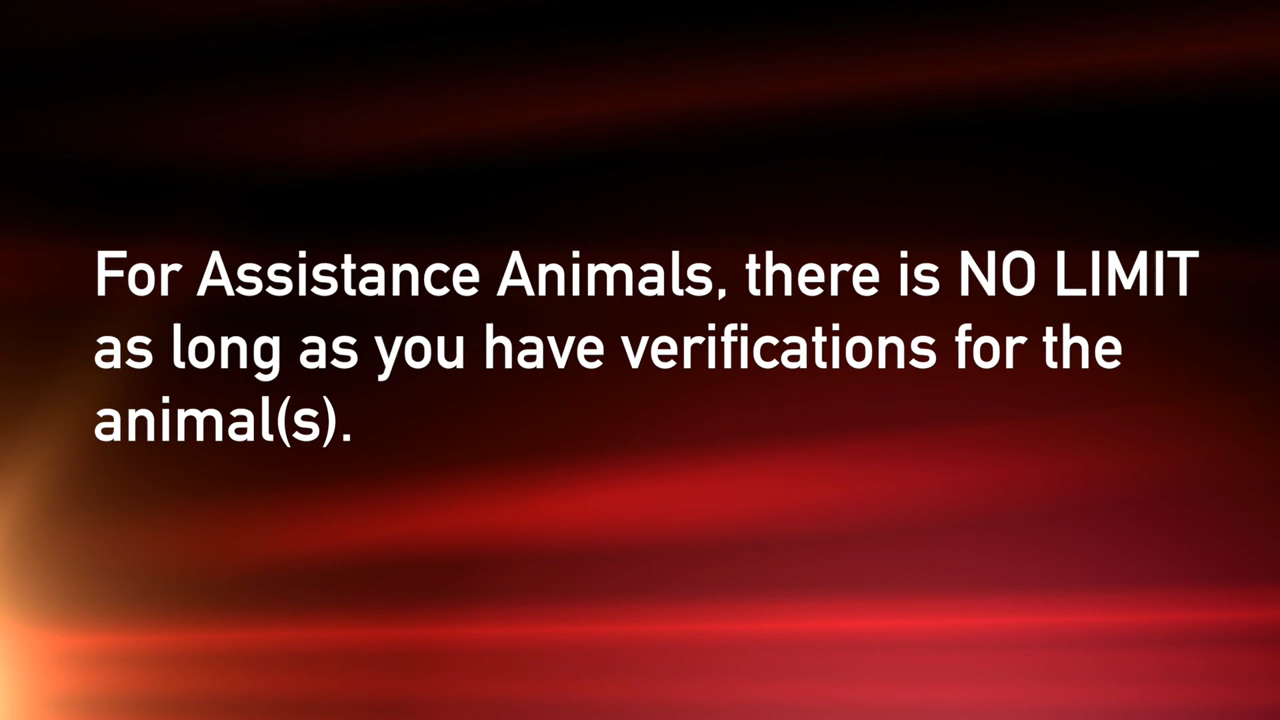 For Assistance Animals, there is NO LIMIT
as long as you have verifications for the
animal(s).